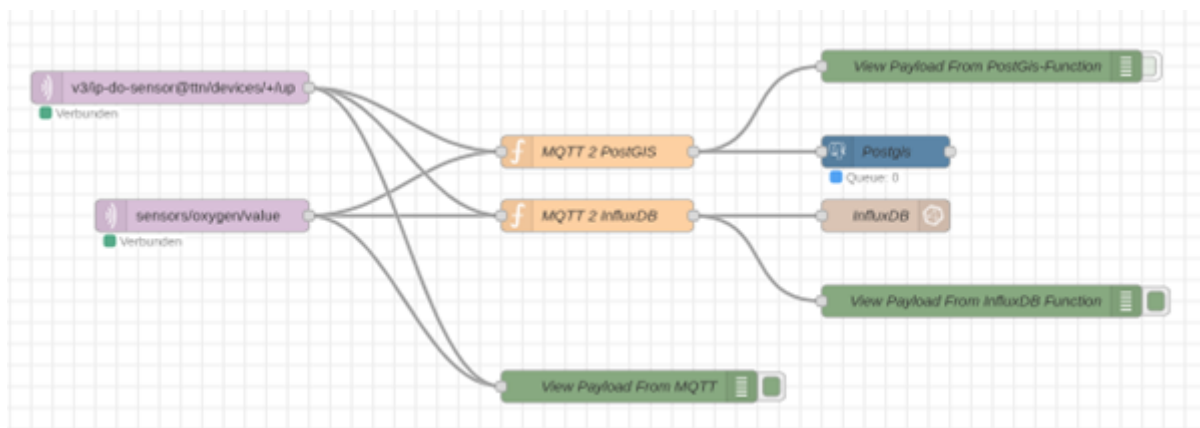 View Payload From PostGis-Function
v3/ip-do-sensor@ttn/devices/+/up
Verbunden
MQTT 2 PostGIS
Postgis
Queue: 0
sensors/oxygen/value
Verbunden
MQTT 2 InfluxDB
InfluxDB
View Payload From InfluxDB Function
View Payload From MQTT